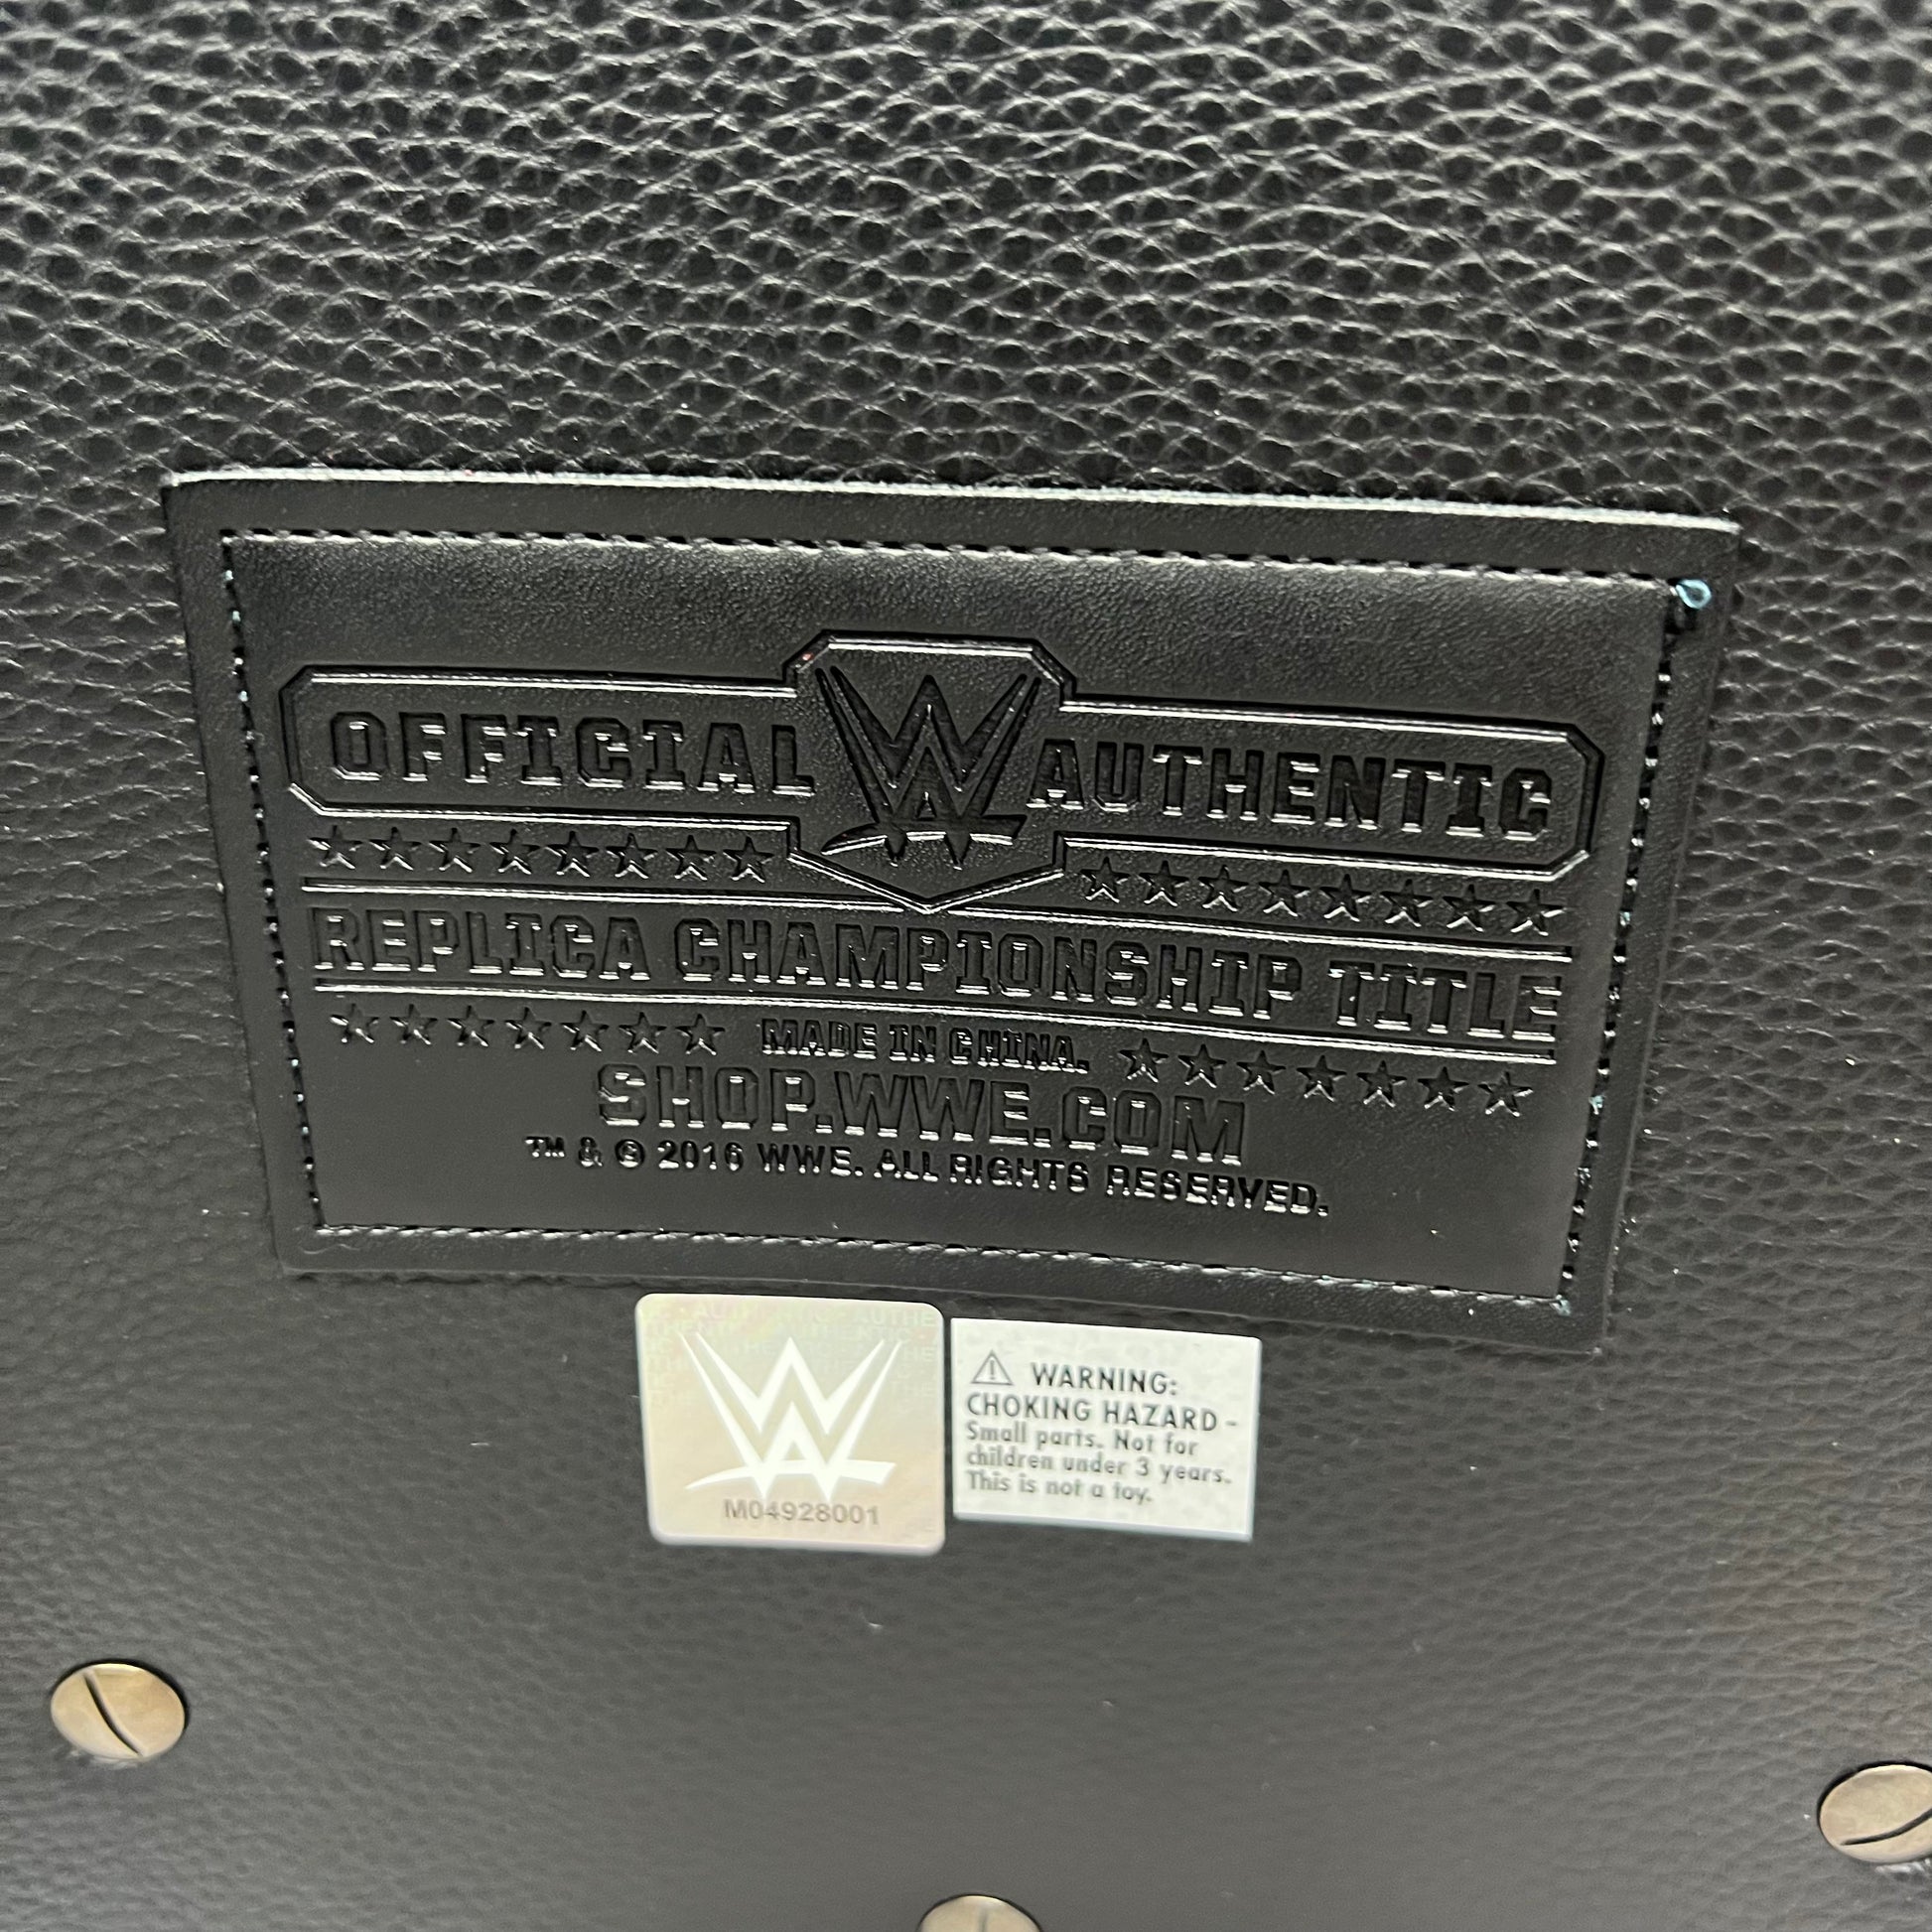 OFFICIAL W AUTHENTIC
REPLICA CHAMPIONSHIP TITLE
MADE IN CHINA.
SHOP.WWE.COM
™ & © 2016 WWE. ALL RIGHTS RESERVED.
W
M04928001
⚠ WARNING:
CHOKING HAZARD -
Small parts. Not for
children under 3 years.
This is not a toy.